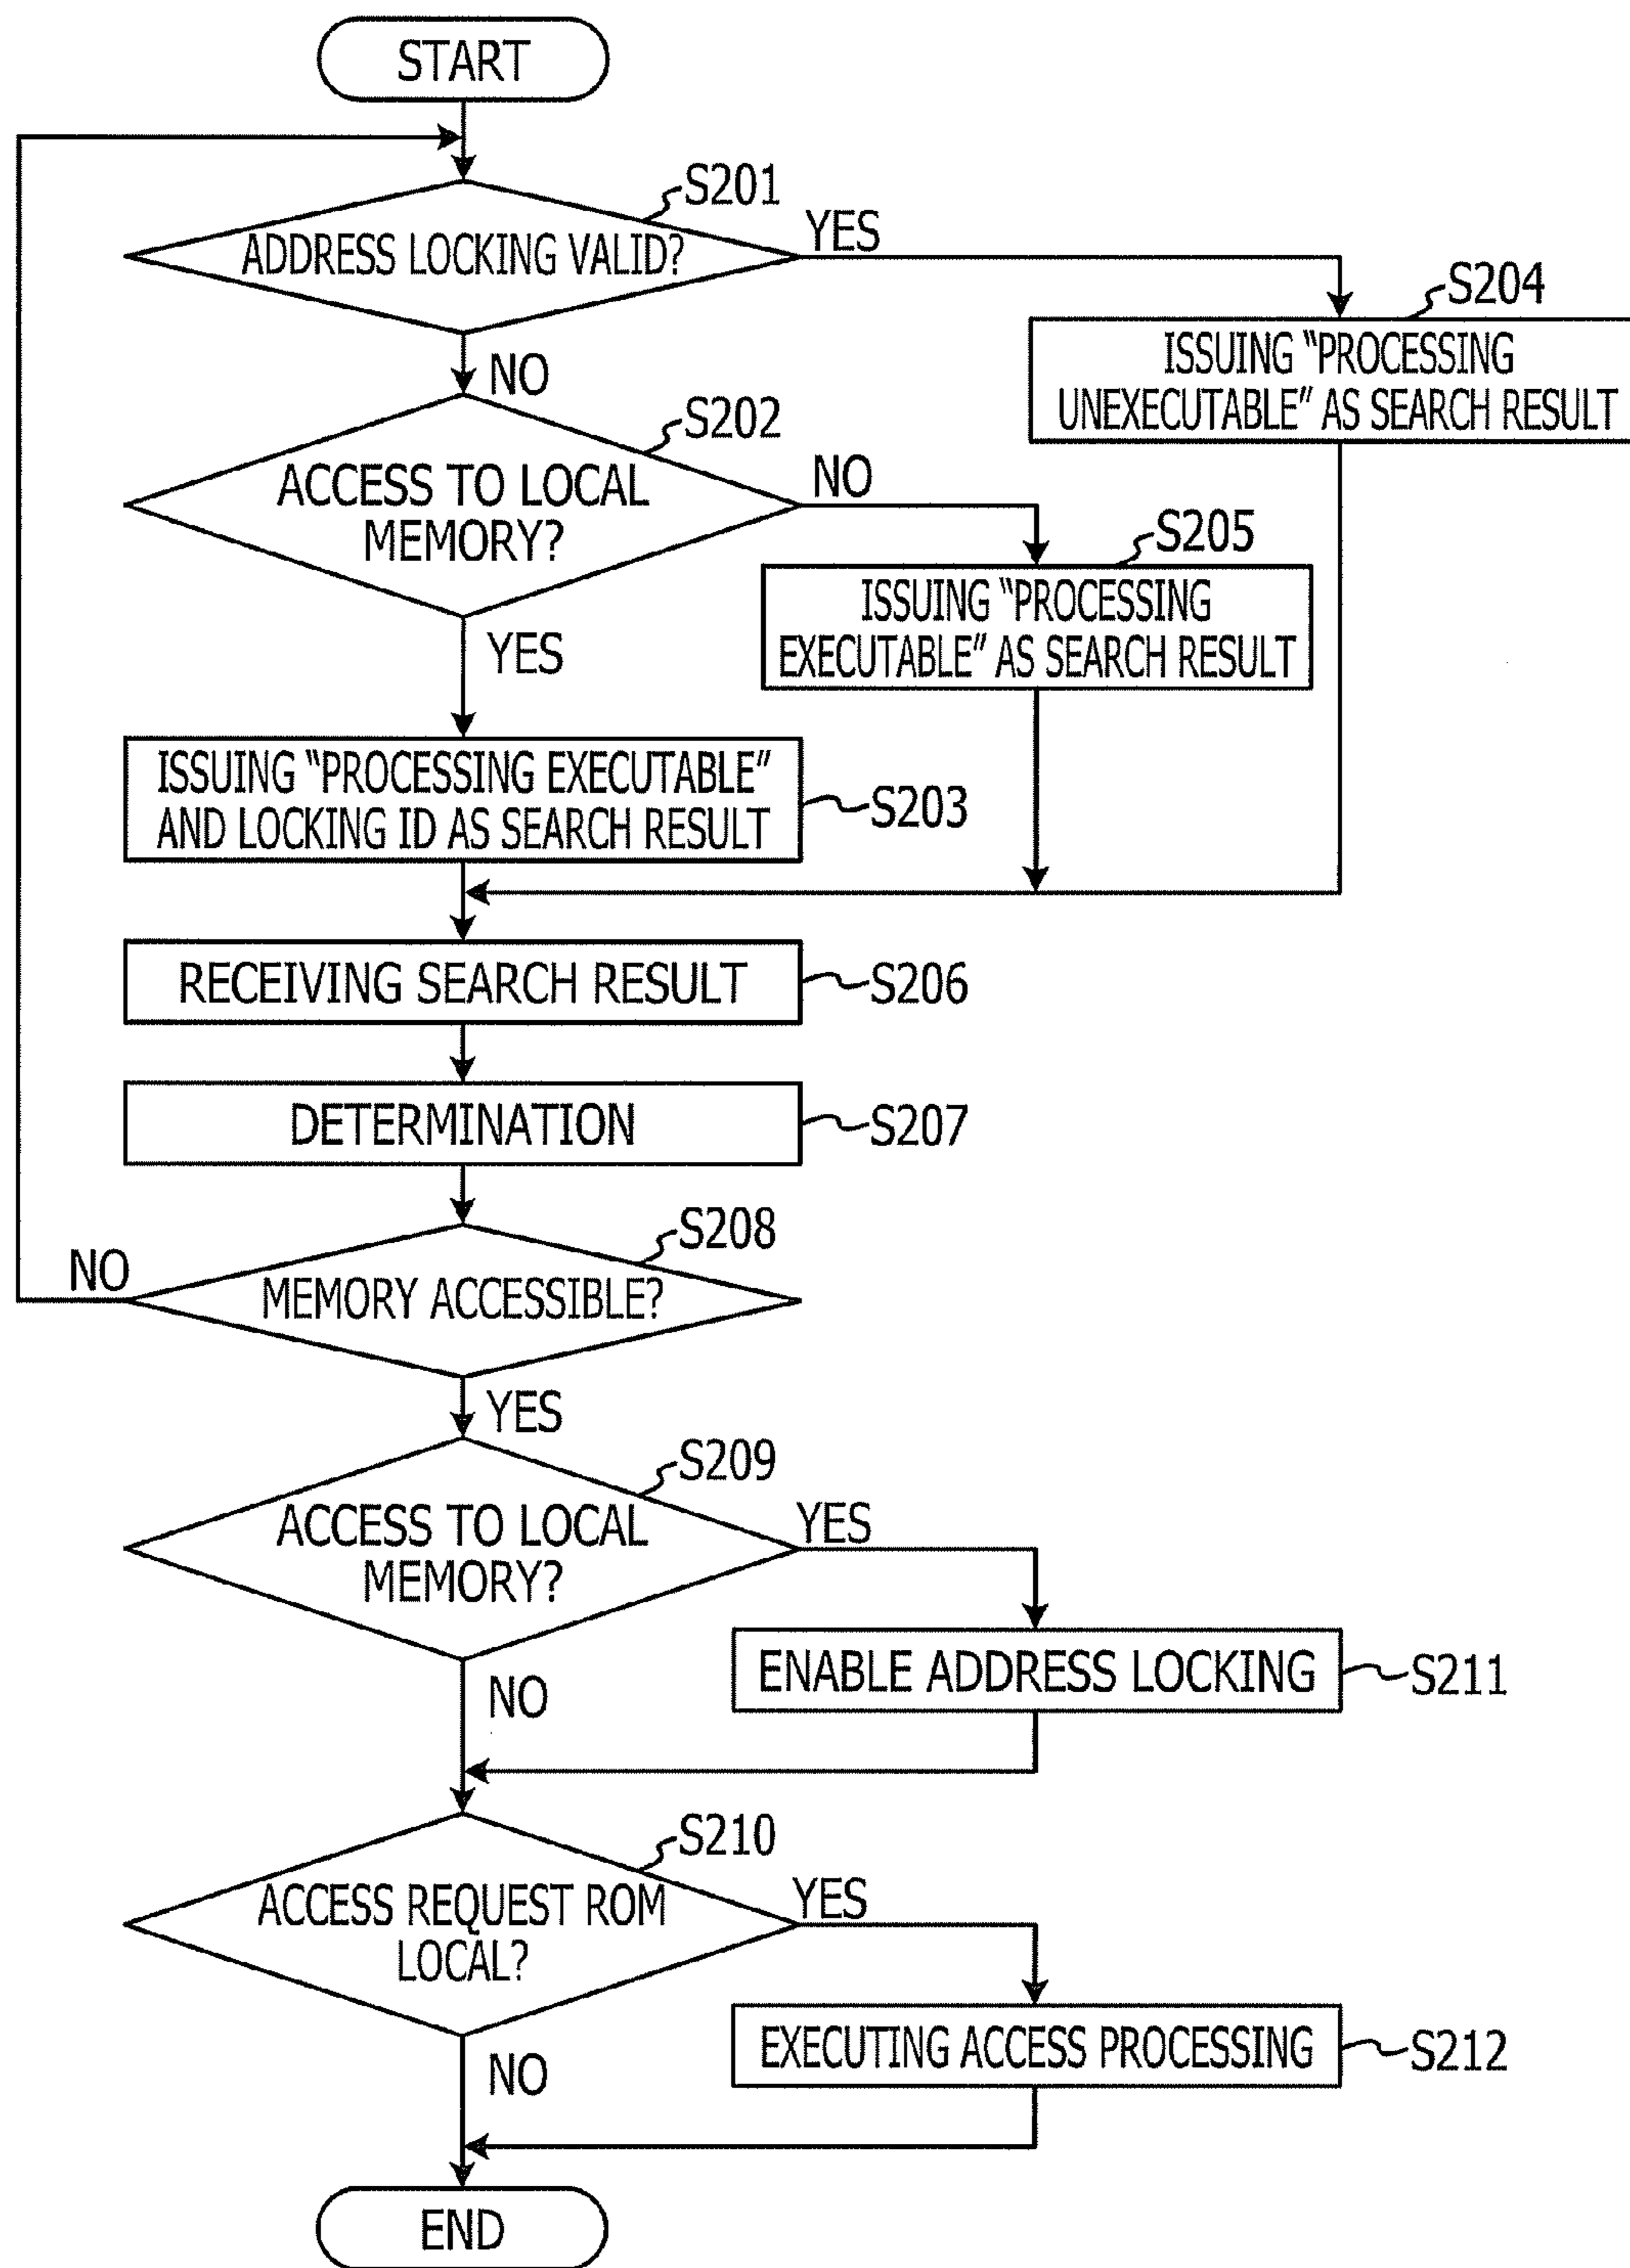 START
S201
ADDRESS LOCKING VALID?
YES
S204
ISSUING "PROCESSING
UNEXECUTABLE" AS SEARCH RESULT
NO
S202
ACCESS TO LOCAL
MEMORY?
NO
S205
ISSUING "PROCESSING
EXECUTABLE" AS SEARCH RESULT
YES
ISSUING "PROCESSING EXECUTABLE"
AND LOCKING ID AS SEARCH RESULT
S203
RECEIVING SEARCH RESULT
S206
DETERMINATION
S207
S208
NO
MEMORY ACCESSIBLE?
YES
S209
ACCESS TO LOCAL
MEMORY?
YES
ENABLE ADDRESS LOCKING
S211
NO
S210
ACCESS REQUEST ROM
LOCAL?
YES
EXECUTING ACCESS PROCESSING
S212
NO
END